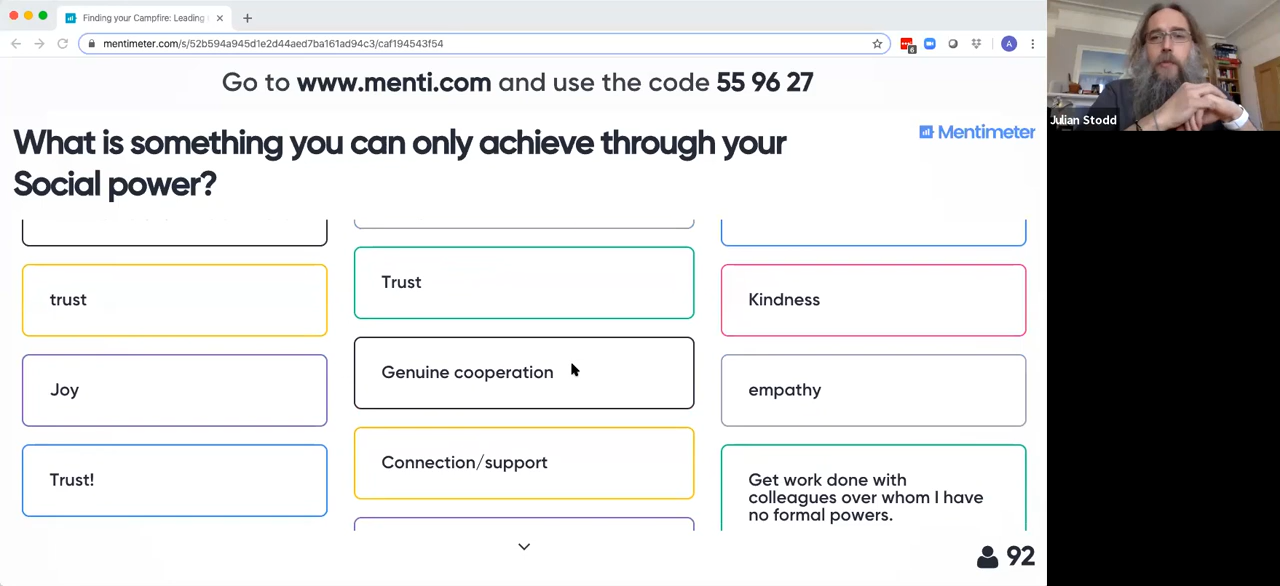 Finding your Campfire: Leading
mentimeter.com/s/52b594a945d1e2d44aed7ba161ad94c3/caf194543f54
6
A
Go to www.menti.com and use the code 55 96 27
Julian Stodd
What is something you can only achieve through your
Social power?
Mentimeter
trust
Joy
Trust!
Trust
Genuine cooperation
Connection/support
Kindness
empathy
Get work done with
colleagues over whom I have
no formal powers.
92